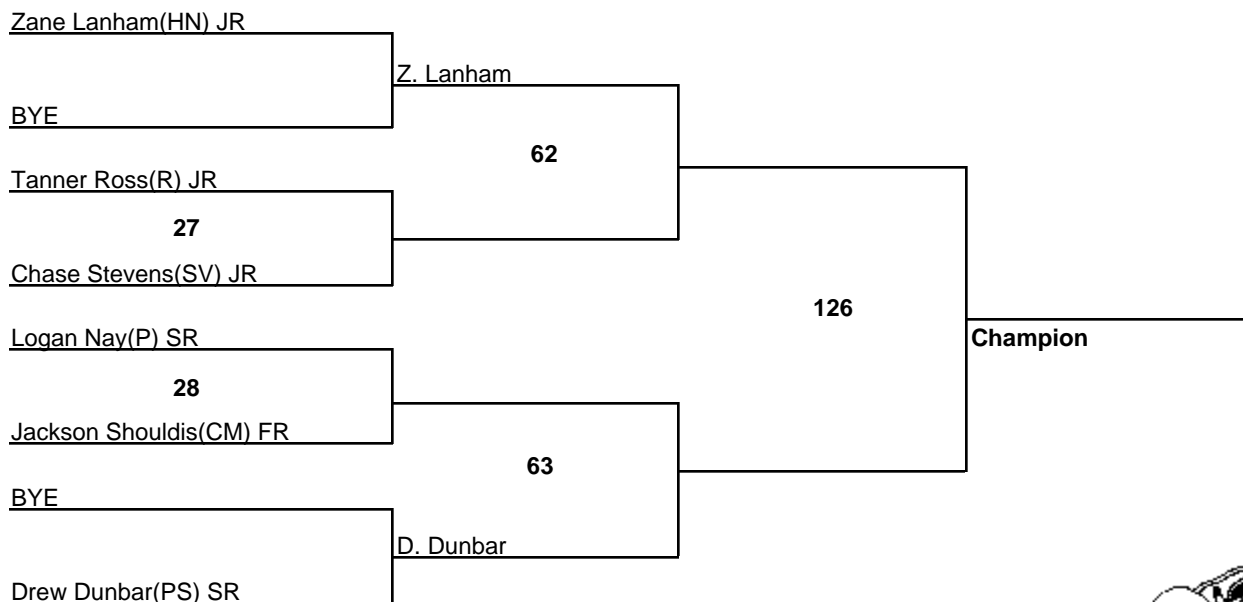 Zane Lanham(HN) JR
Z. Lanham
BYE
62
Tanner Ross(R) JR
27
Chase Stevens(SV) JR
126
Logan Nay(P) SR
Champion
28
Jackson Shouldis(CM) FR
63
BYE
D. Dunbar
Drew Dunbar(PS) SR